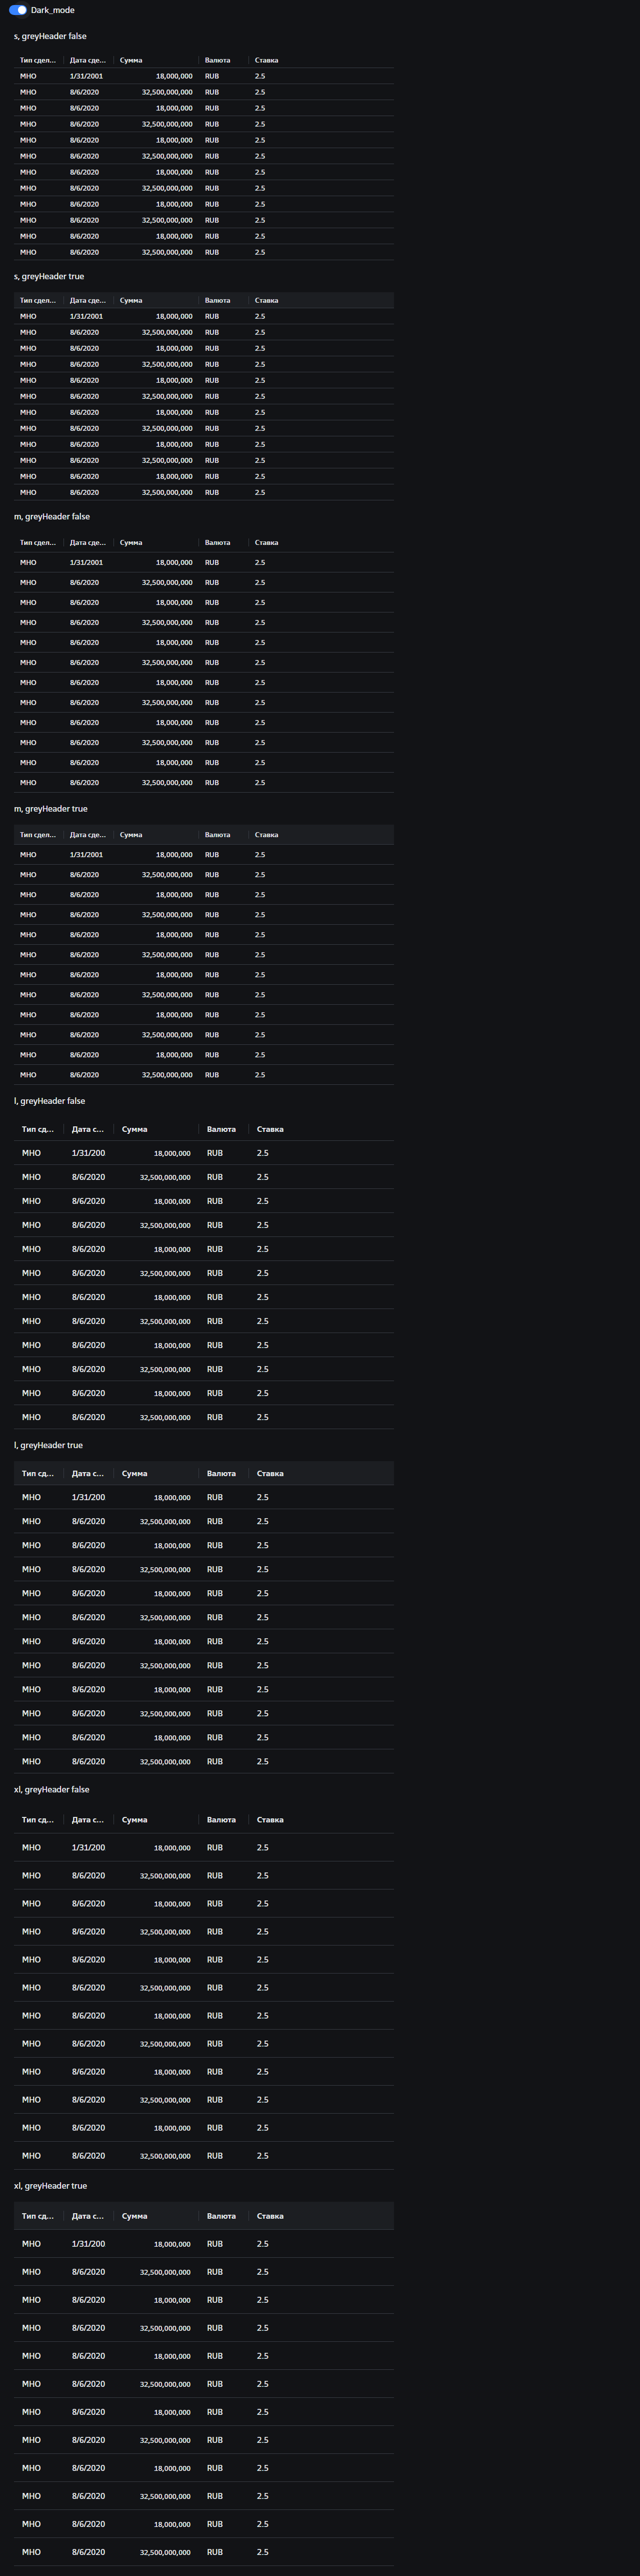 Dark_mode
s, greyHeader false
Тип сдел... Дата сде... Сумма Валюта Ставка
МНО 1/31/2001 18,000,000 RUB 2.5
МНО 8/6/2020 32,500,000,000 RUB 2.5
МНО 8/6/2020 18,000,000 RUB 2.5
МНО 8/6/2020 32,500,000,000 RUB 2.5
МНО 8/6/2020 18,000,000 RUB 2.5
МНО 8/6/2020 32,500,000,000 RUB 2.5
МНО 8/6/2020 18,000,000 RUB 2.5
МНО 8/6/2020 32,500,000,000 RUB 2.5
МНО 8/6/2020 18,000,000 RUB 2.5
МНО 8/6/2020 32,500,000,000 RUB 2.5
МНО 8/6/2020 18,000,000 RUB 2.5
МНО 8/6/2020 32,500,000,000 RUB 2.5
s, greyHeader true
Тип сдел... Дата сде... Сумма Валюта Ставка
МНО 1/31/2001 18,000,000 RUB 2.5
МНО 8/6/2020 32,500,000,000 RUB 2.5
МНО 8/6/2020 18,000,000 RUB 2.5
МНО 8/6/2020 32,500,000,000 RUB 2.5
МНО 8/6/2020 18,000,000 RUB 2.5
МНО 8/6/2020 32,500,000,000 RUB 2.5
МНО 8/6/2020 18,000,000 RUB 2.5
МНО 8/6/2020 32,500,000,000 RUB 2.5
МНО 8/6/2020 18,000,000 RUB 2.5
МНО 8/6/2020 32,500,000,000 RUB 2.5
МНО 8/6/2020 18,000,000 RUB 2.5
МНО 8/6/2020 32,500,000,000 RUB 2.5
m, greyHeader false
Тип сдел... Дата сде... Сумма Валюта Ставка
МНО 1/31/2001 18,000,000 RUB 2.5
МНО 8/6/2020 32,500,000,000 RUB 2.5
МНО 8/6/2020 18,000,000 RUB 2.5
МНО 8/6/2020 32,500,000,000 RUB 2.5
МНО 8/6/2020 18,000,000 RUB 2.5
МНО 8/6/2020 32,500,000,000 RUB 2.5
МНО 8/6/2020 18,000,000 RUB 2.5
МНО 8/6/2020 32,500,000,000 RUB 2.5
МНО 8/6/2020 18,000,000 RUB 2.5
МНО 8/6/2020 32,500,000,000 RUB 2.5
МНО 8/6/2020 18,000,000 RUB 2.5
МНО 8/6/2020 32,500,000,000 RUB 2.5
m, greyHeader true
Тип сдел... Дата сде... Сумма Валюта Ставка
МНО 1/31/2001 18,000,000 RUB 2.5
МНО 8/6/2020 32,500,000,000 RUB 2.5
МНО 8/6/2020 18,000,000 RUB 2.5
МНО 8/6/2020 32,500,000,000 RUB 2.5
МНО 8/6/2020 18,000,000 RUB 2.5
МНО 8/6/2020 32,500,000,000 RUB 2.5
МНО 8/6/2020 18,000,000 RUB 2.5
МНО 8/6/2020 32,500,000,000 RUB 2.5
МНО 8/6/2020 18,000,000 RUB 2.5
МНО 8/6/2020 32,500,000,000 RUB 2.5
МНО 8/6/2020 18,000,000 RUB 2.5
МНО 8/6/2020 32,500,000,000 RUB 2.5
l, greyHeader false
Тип сд... Дата с... Сумма Валюта Ставка
МНО 1/31/200 18,000,000 RUB 2.5
МНО 8/6/2020 32,500,000,000 RUB 2.5
МНО 8/6/2020 18,000,000 RUB 2.5
МНО 8/6/2020 32,500,000,000 RUB 2.5
МНО 8/6/2020 18,000,000 RUB 2.5
МНО 8/6/2020 32,500,000,000 RUB 2.5
МНО 8/6/2020 18,000,000 RUB 2.5
МНО 8/6/2020 32,500,000,000 RUB 2.5
МНО 8/6/2020 18,000,000 RUB 2.5
МНО 8/6/2020 32,500,000,000 RUB 2.5
МНО 8/6/2020 18,000,000 RUB 2.5
МНО 8/6/2020 32,500,000,000 RUB 2.5
l, greyHeader true
Тип сд... Дата с... Сумма Валюта Ставка
МНО 1/31/200 18,000,000 RUB 2.5
МНО 8/6/2020 32,500,000,000 RUB 2.5
МНО 8/6/2020 18,000,000 RUB 2.5
МНО 8/6/2020 32,500,000,000 RUB 2.5
МНО 8/6/2020 18,000,000 RUB 2.5
МНО 8/6/2020 32,500,000,000 RUB 2.5
МНО 8/6/2020 18,000,000 RUB 2.5
МНО 8/6/2020 32,500,000,000 RUB 2.5
МНО 8/6/2020 18,000,000 RUB 2.5
МНО 8/6/2020 32,500,000,000 RUB 2.5
МНО 8/6/2020 18,000,000 RUB 2.5
МНО 8/6/2020 32,500,000,000 RUB 2.5
xl, greyHeader false
Тип сд... Дата с... Сумма Валюта Ставка
МНО 1/31/200 18,000,000 RUB 2.5
МНО 8/6/2020 32,500,000,000 RUB 2.5
МНО 8/6/2020 18,000,000 RUB 2.5
МНО 8/6/2020 32,500,000,000 RUB 2.5
МНО 8/6/2020 18,000,000 RUB 2.5
МНО 8/6/2020 32,500,000,000 RUB 2.5
МНО 8/6/2020 18,000,000 RUB 2.5
МНО 8/6/2020 32,500,000,000 RUB 2.5
МНО 8/6/2020 18,000,000 RUB 2.5
МНО 8/6/2020 32,500,000,000 RUB 2.5
МНО 8/6/2020 18,000,000 RUB 2.5
МНО 8/6/2020 32,500,000,000 RUB 2.5
xl, greyHeader true
Тип сд... Дата с... Сумма Валюта Ставка
МНО 1/31/200 18,000,000 RUB 2.5
МНО 8/6/2020 32,500,000,000 RUB 2.5
МНО 8/6/2020 18,000,000 RUB 2.5
МНО 8/6/2020 32,500,000,000 RUB 2.5
МНО 8/6/2020 18,000,000 RUB 2.5
МНО 8/6/2020 32,500,000,000 RUB 2.5
МНО 8/6/2020 18,000,000 RUB 2.5
МНО 8/6/2020 32,500,000,000 RUB 2.5
МНО 8/6/2020 18,000,000 RUB 2.5
МНО 8/6/2020 32,500,000,000 RUB 2.5
МНО 8/6/2020 18,000,000 RUB 2.5
МНО 8/6/2020 32,500,000,000 RUB 2.5